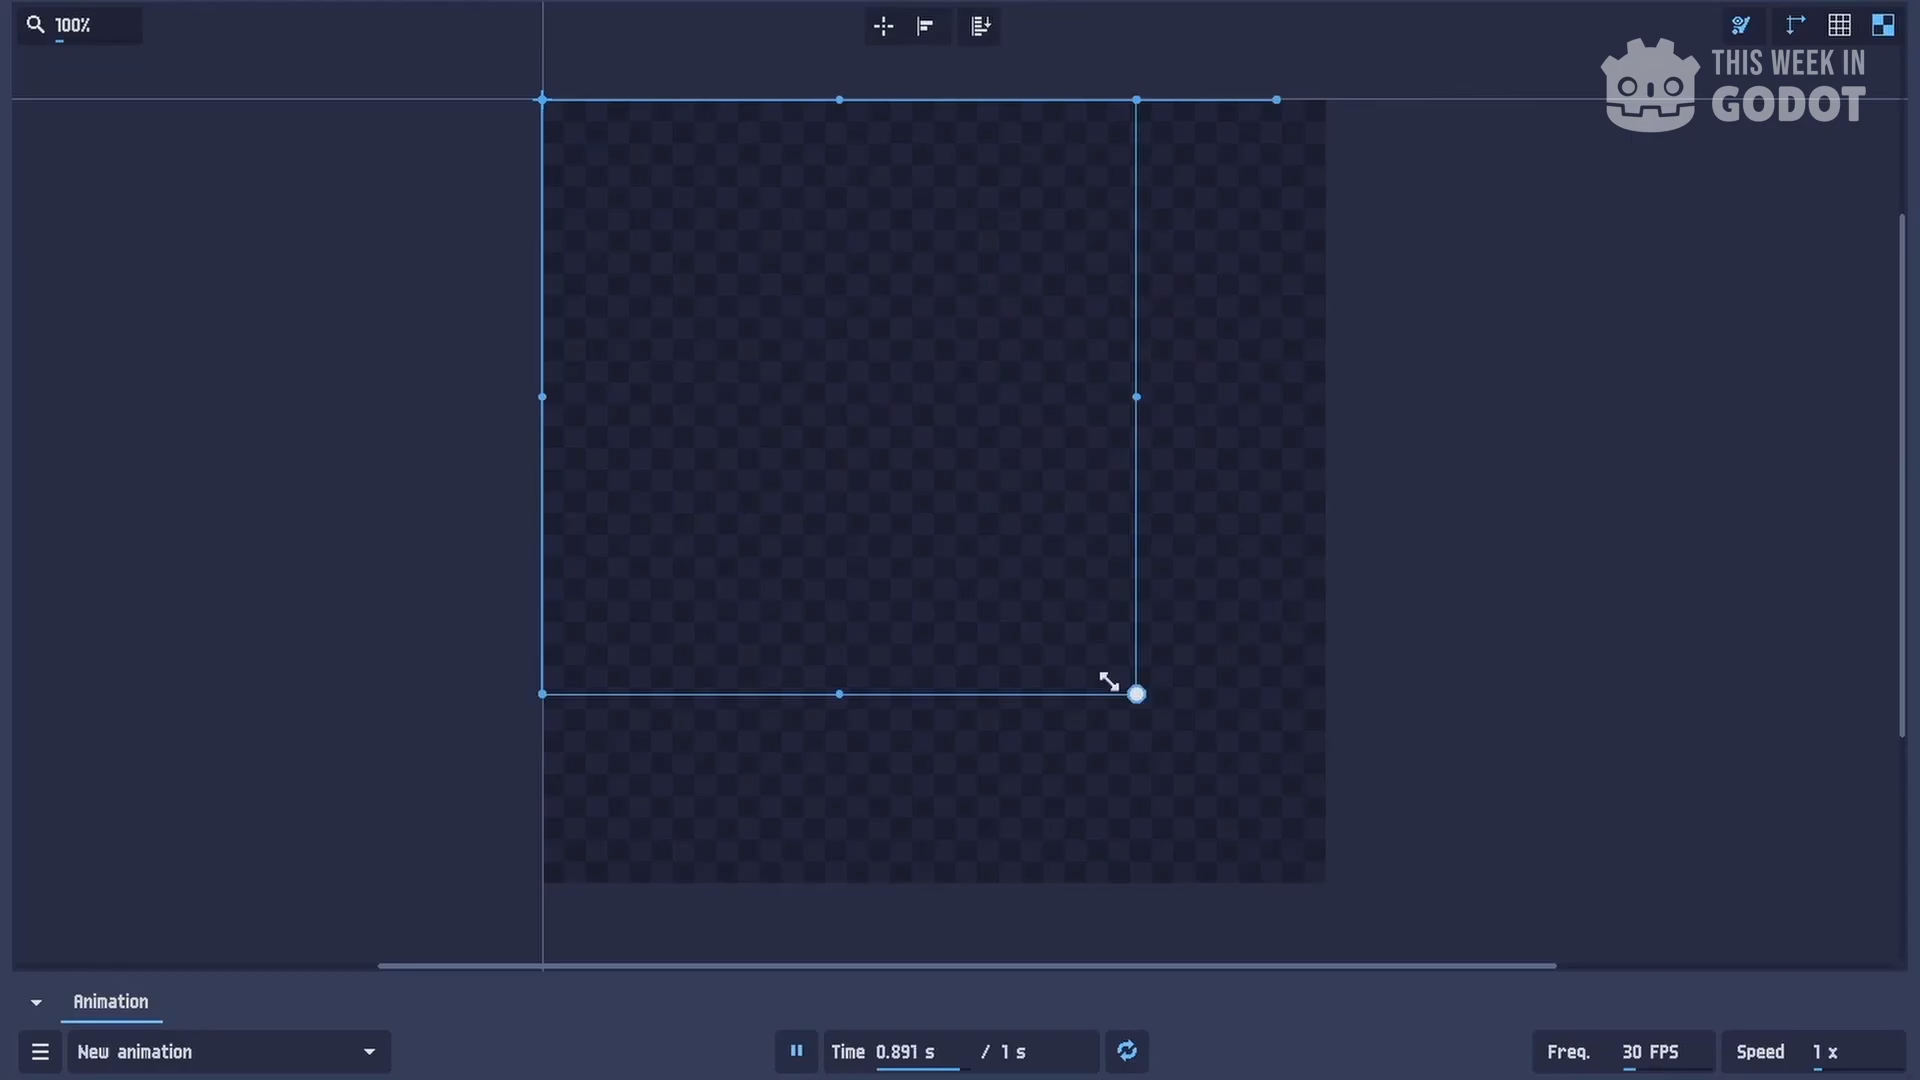 100%
THIS WEEK IN
GODOT
Animation
New animation
Time 0.891 s / 1 s
Freq. 30 FPS
Speed 1 x